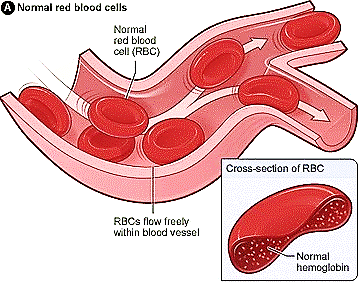 A Normal red blood cells
Normal
red blood
cell (RBC)
RBCs flow freely
within blood vessel
Cross-section of RBC
Normal
hemoglobin